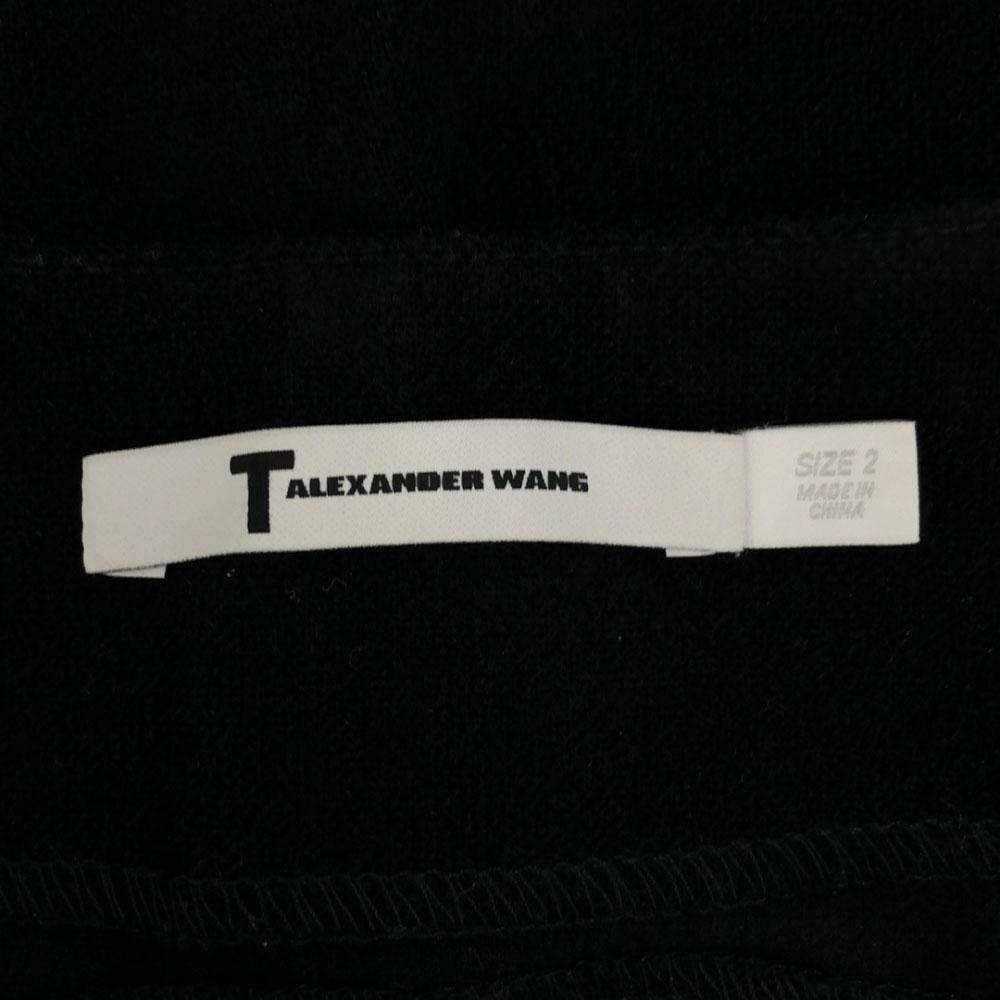 T ALEXANDER WANG
SIZE 2
MADE IN
CHINA